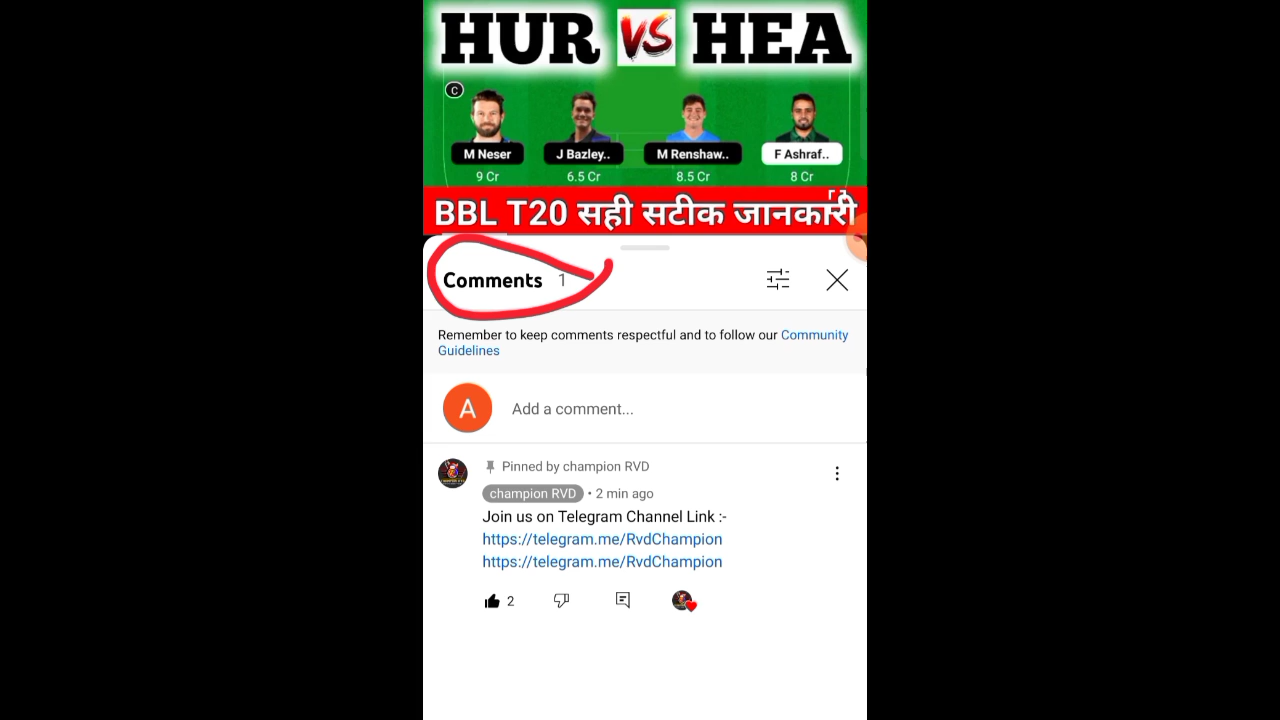 HUR VS HEA
C
M Neser J Bazley.. M Renshaw.. F Ashraf..
9 Cr 6.5 Cr 8.5 Cr 8 Cr
BBL T20 सही सटीक जानकारी
Comments 1
Remember to keep comments respectful and to follow our Community
Guidelines
A
Add a comment...
Pinned by champion RVD
champion RVD • 2 min ago
Join us on Telegram Channel Link :-
https://telegram.me/RvdChampion
https://telegram.me/RvdChampion
2